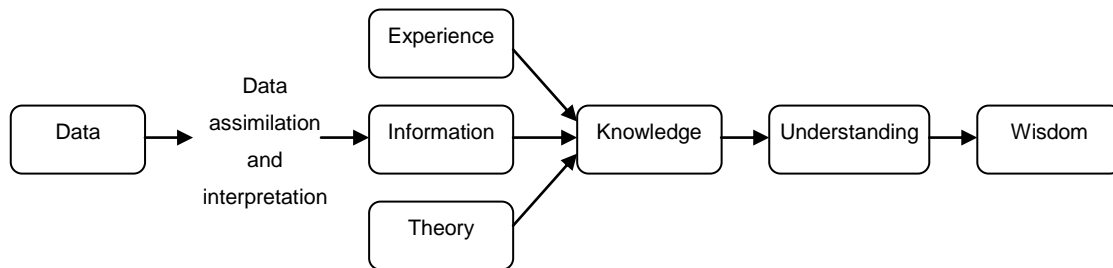 Data
Data
assimilation
and
interpretation
Experience
Information
Theory
Knowledge
Understanding
Wisdom